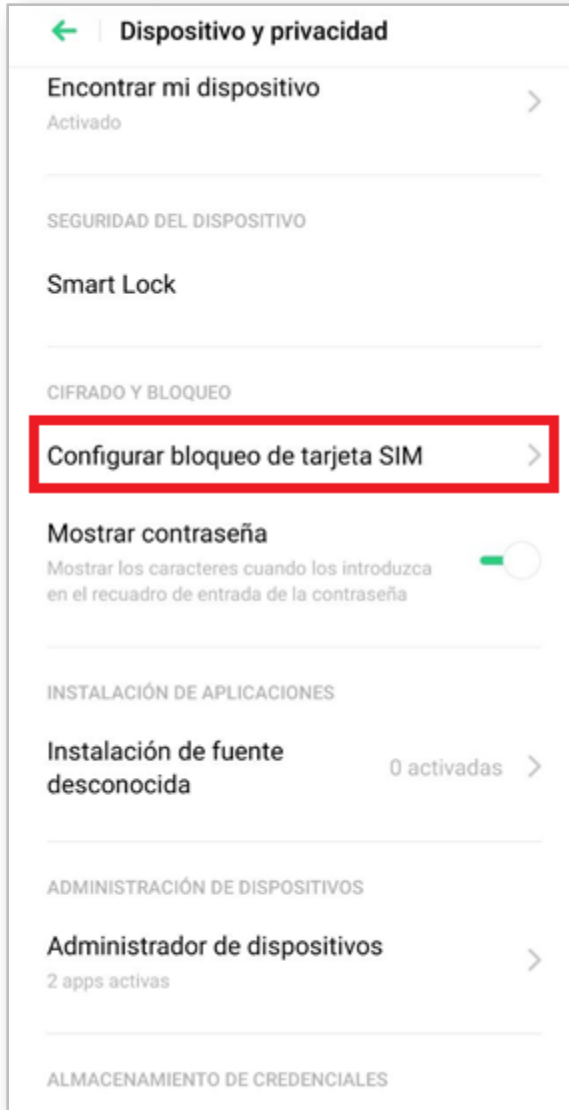 Dispositivo y privacidad
Encontrar mi dispositivo
Activado
SEGURIDAD DEL DISPOSITIVO
Smart Lock
CIFRADO Y BLOQUEO
Configurar bloqueo de tarjeta SIM
Mostrar contraseña
Mostrar los caracteres cuando los introduzca
en el recuadro de entrada de la contraseña
INSTALACIÓN DE APLICACIONES
Instalación de fuente
desconocida
0 activadas
ADMINISTRACIÓN DE DISPOSITIVOS
Administrador de dispositivos
2 apps activas
ALMACENAMIENTO DE CREDENCIALES